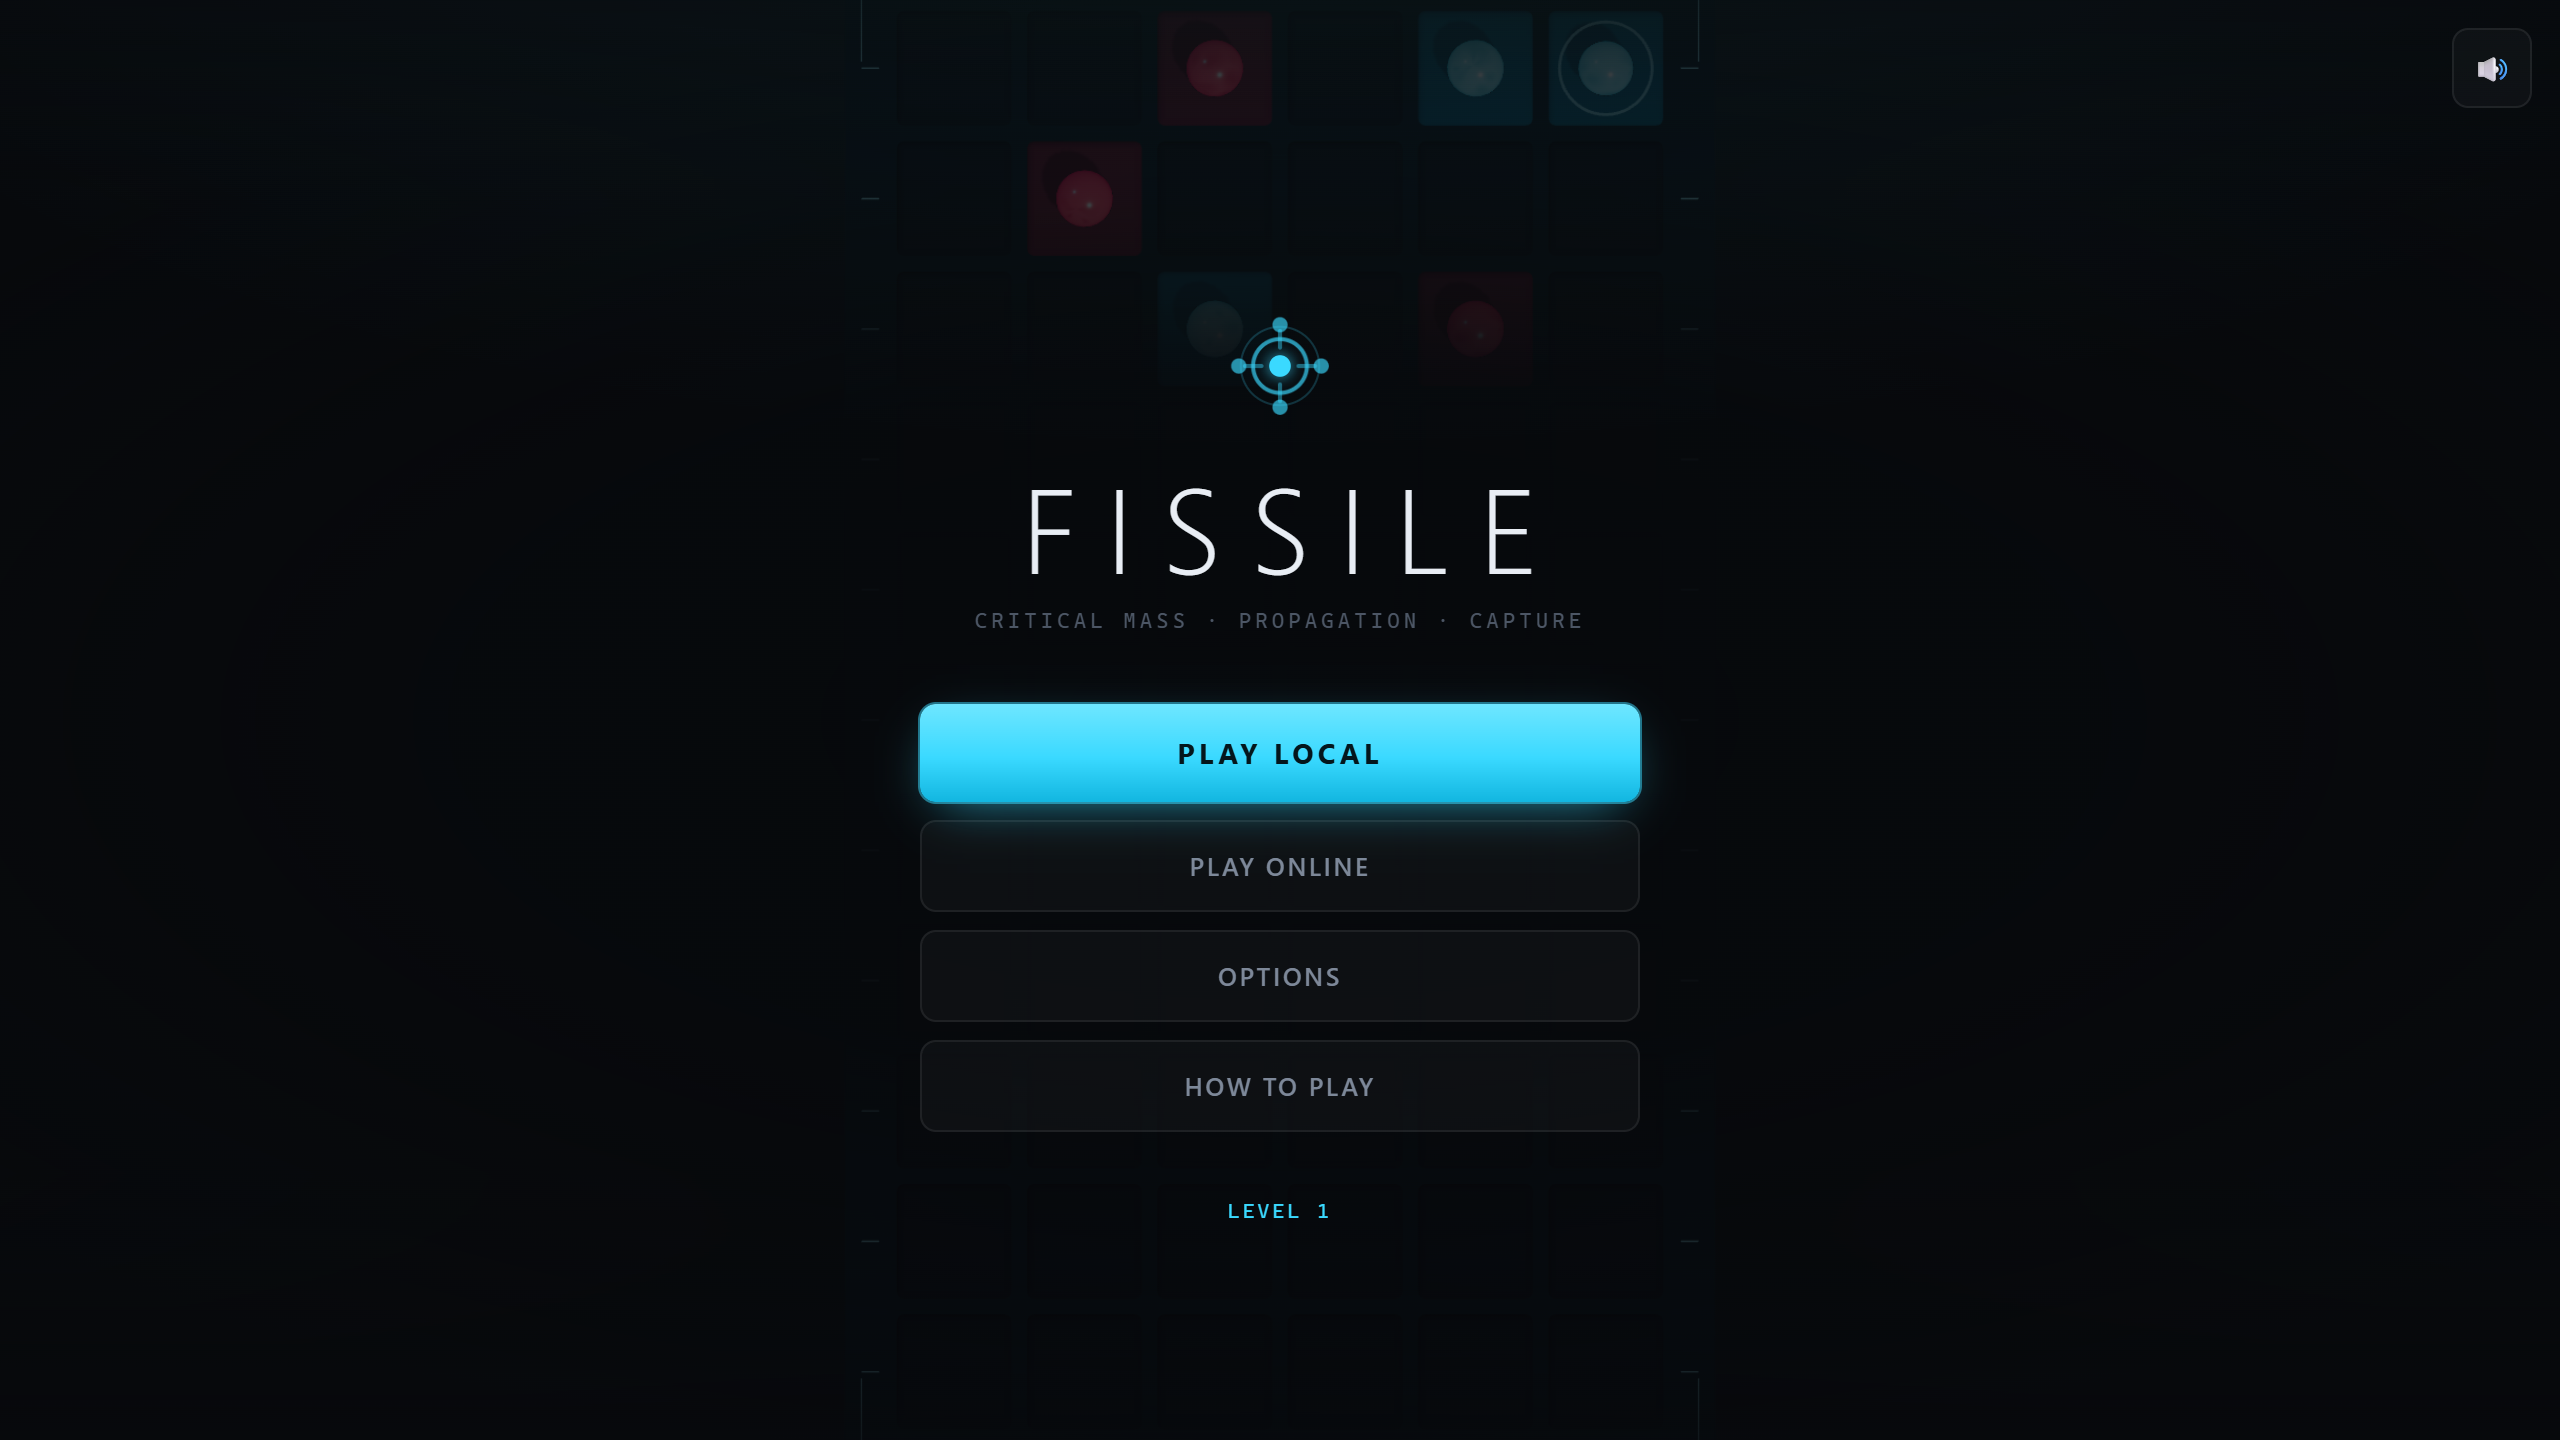 FISSILE
CRITICAL MASS · PROPAGATION · CAPTURE
PLAY LOCAL
PLAY ONLINE
OPTIONS
HOW TO PLAY
LEVEL 1